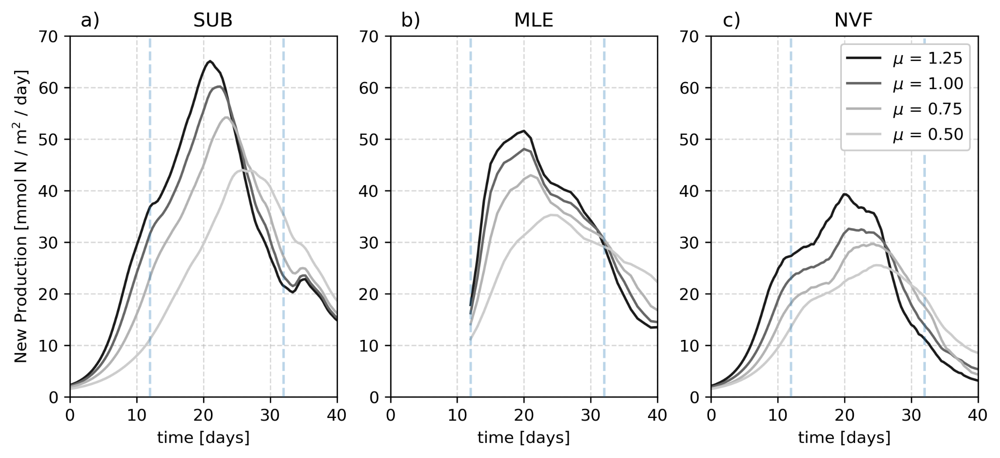 a) SUB
b) MLE
c) NVF
New Production [mmol N / m² / day]
70
60
50
40
30
20
10
0
0 10 20 30 40
time [days]
70
60
50
40
30
20
10
0
0 10 20 30 40
time [days]
70
60
50
40
30
20
10
0
0 10 20 30 40
time [days]
μ = 1.25
μ = 1.00
μ = 0.75
μ = 0.50